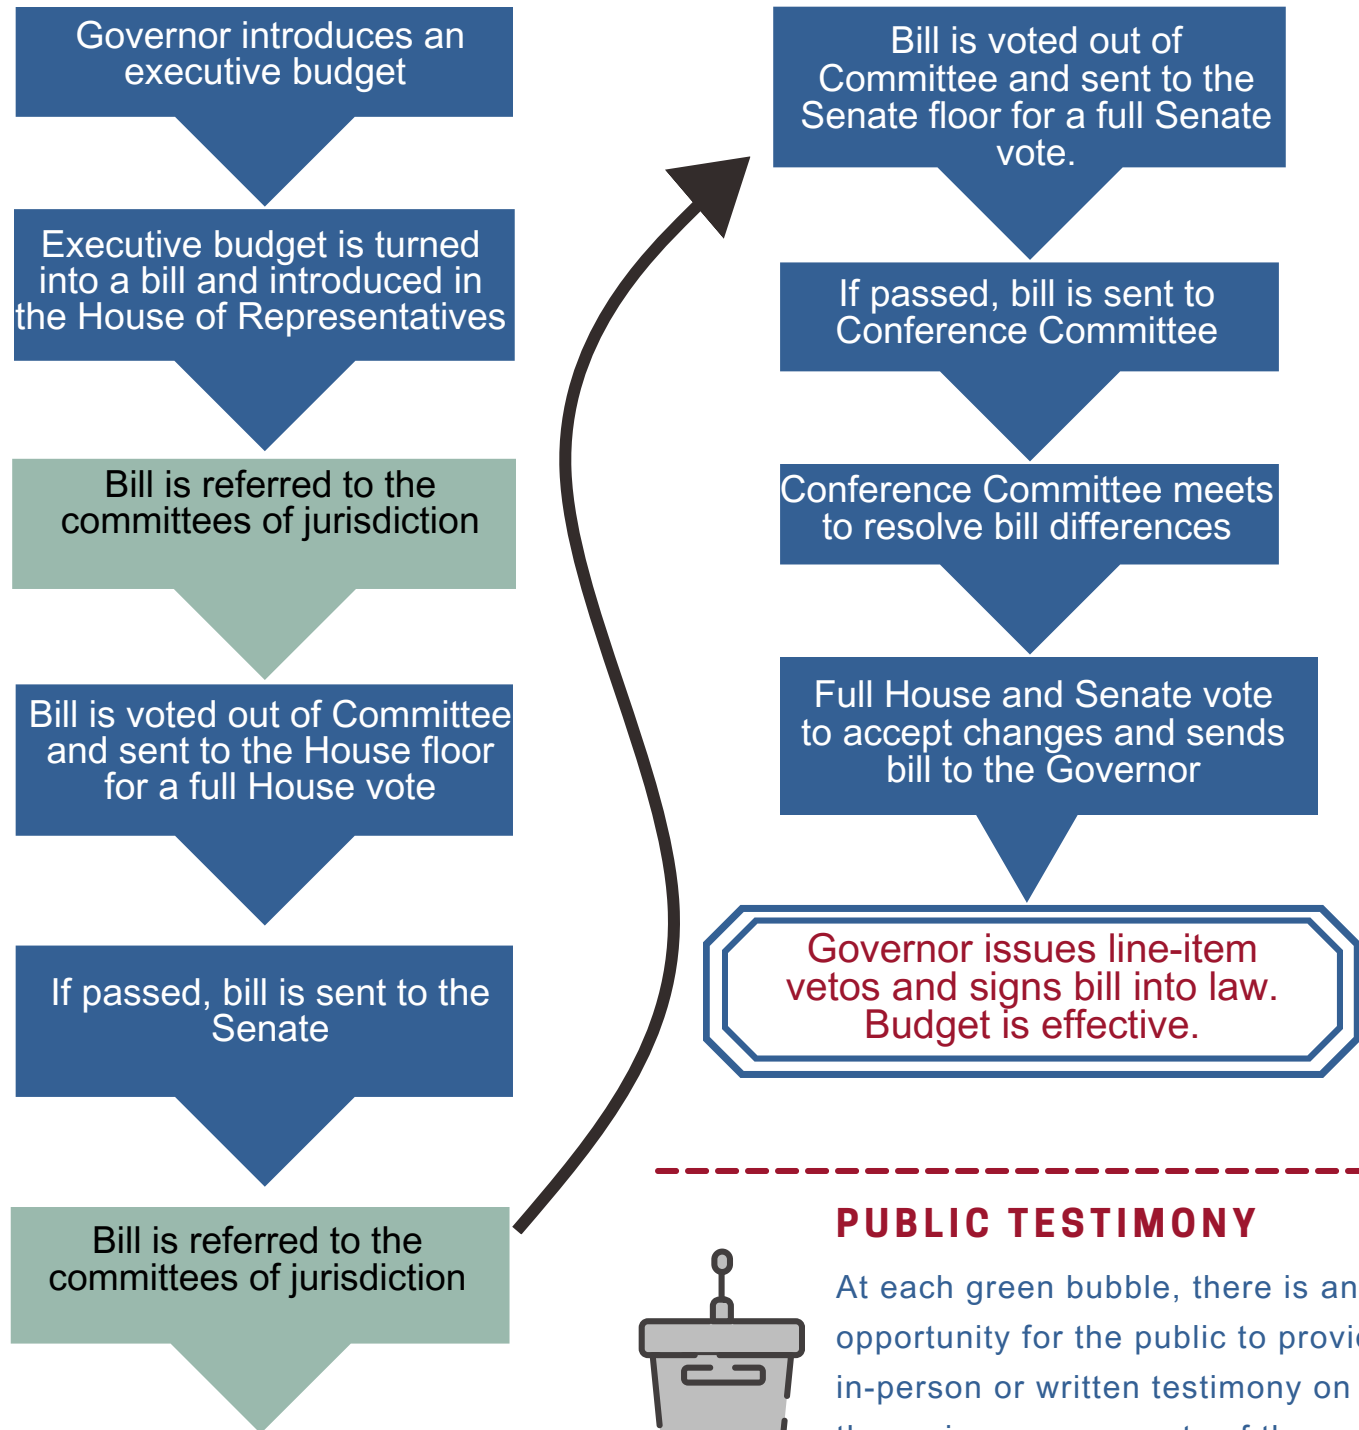 Governor introduces an
executive budget
Executive budget is turned
into a bill and introduced in
the House of Representatives
Bill is referred to the
committees of jurisdiction
Bill is voted out of Committee
and sent to the House floor
for a full House vote
If passed, bill is sent to the
Senate
Bill is referred to the
committees of jurisdiction
Bill is voted out of
Committee and sent to the
Senate floor for a full Senate
vote.
If passed, bill is sent to
Conference Committee
Conference Committee meets
to resolve bill differences
Full House and Senate vote
to accept changes and sends
bill to the Governor
Governor issues line-item
vetos and signs bill into law.
Budget is effective.
PUBLIC TESTIMONY
At each green bubble, there is an
opportunity for the public to
in-person or written testimony on